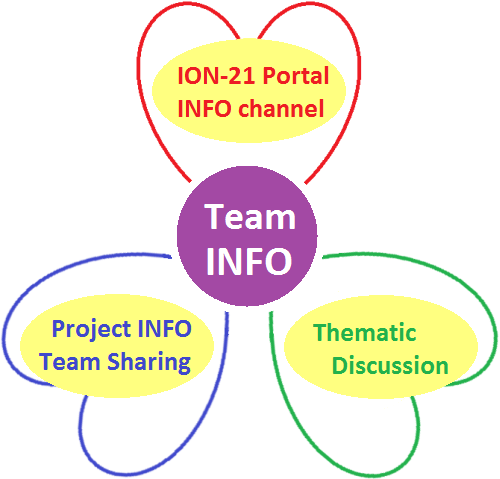 ION-21 Portal
INFO channel
Team
INFO
Project INFO
Team Sharing
Thematic
Discussion